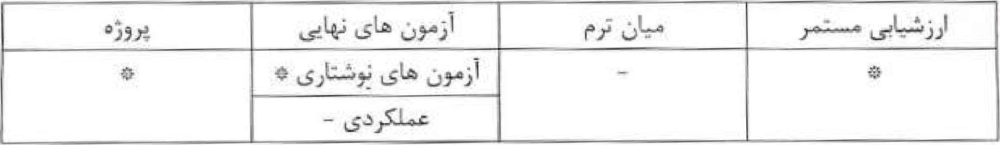 ارزشیابی مستمر میان ترم آزمون های نهایی پروژه
* - آزمون های نوشتاری * *
عملکردی -